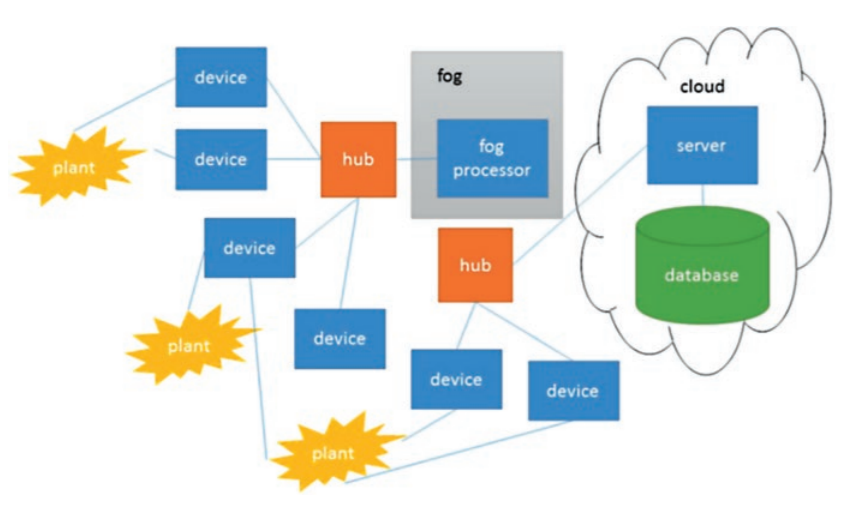 device
fog
cloud
device
hub
fog
processor
server
plant
device
hub
database
plant
device
device
device
plant